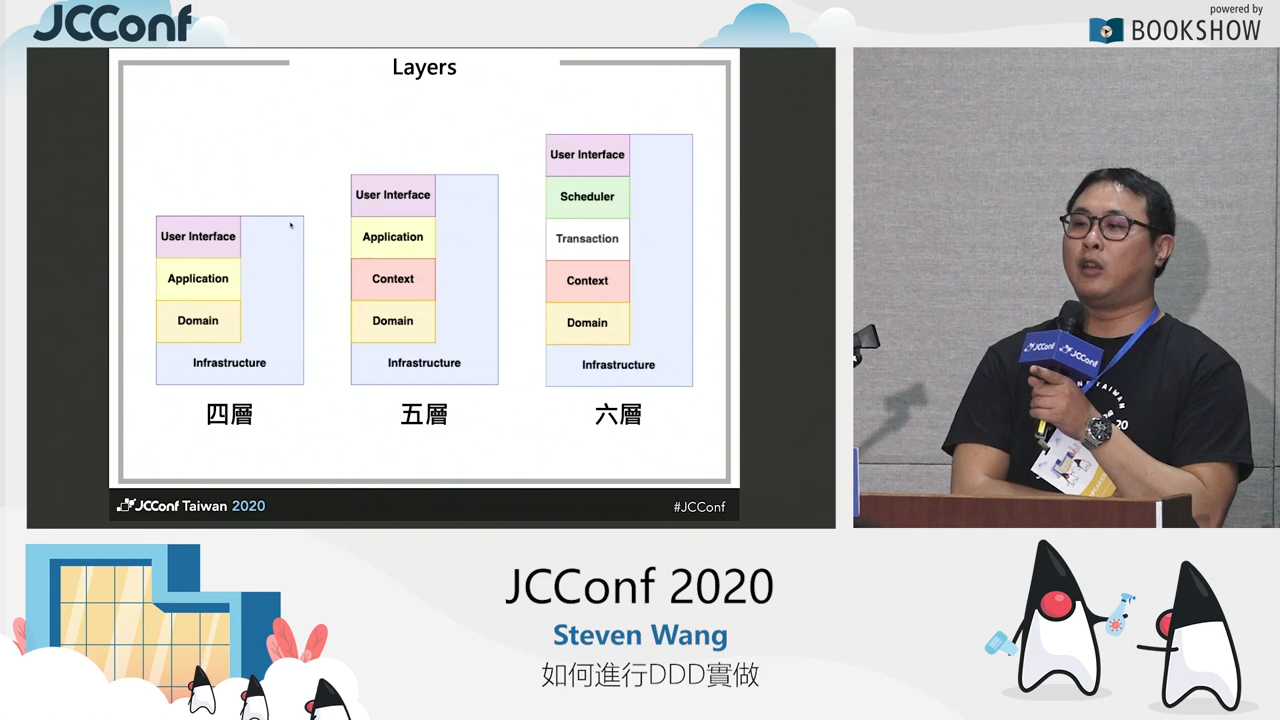 JCConf
powered by
BOOKSHOW
Layers
User Interface
Application
Domain
Infrastructure
四層
User Interface
Application
Context
Domain
Infrastructure
五層
User Interface
Scheduler
Transaction
Context
Domain
Infrastructure
六層
JCConf Taiwan 2020
#JCConf
JCConf
JCConf
JCConf 2020
Steven Wang
如何進行DDD實做